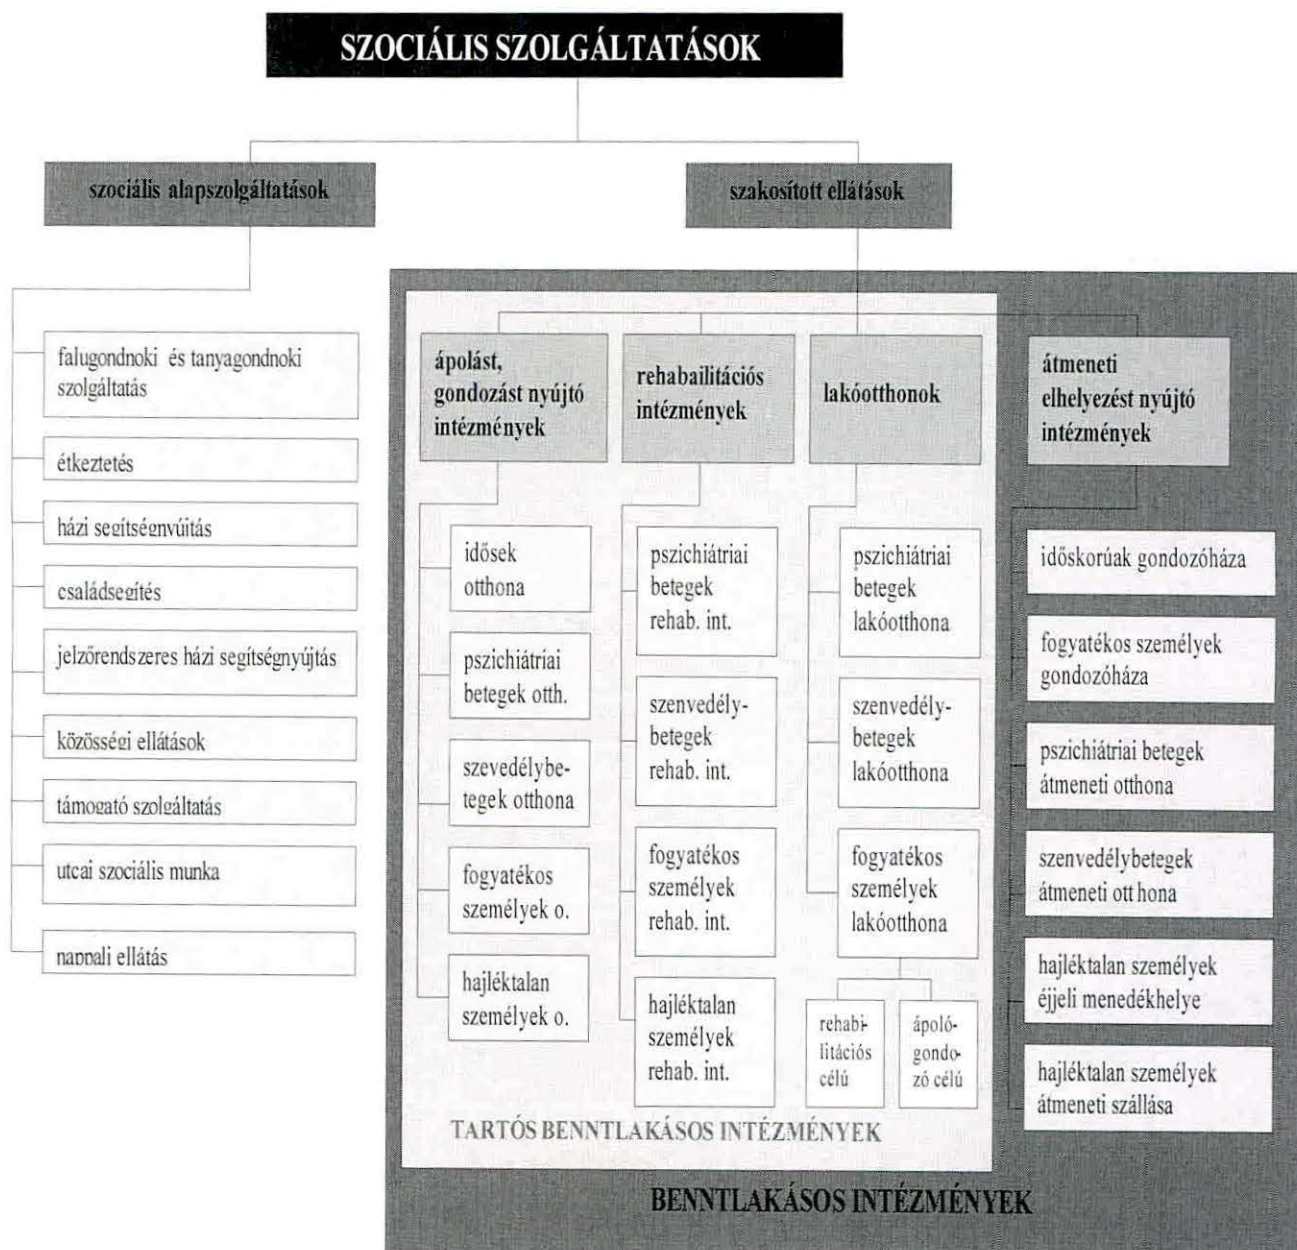 SZOCIÁLIS SZOLGÁLTATÁSOK
szociális alapszolgáltatások
szakosított ellátások
falugondnoki és tanyagondnoki
szolgáltatás
étkeztetés
házi segítségnyújtás
családsegítés
jelzőrendszeres házi segítségnyújtás
közösségi ellátások
támogató szolgáltatás
utcai szociális munka
nappali ellátás
ápolást,
gondozást nyújtó
intézmények
idősek
otthona
pszichiátriai
betegek otth.
szevedélybe-
tegek otthona
fogyatékos
személyek o.
hajléktalan
személyek o.
rehabailitációs
intézmények
pszichiátriai
betegek
rehab. int.
szenvedély-
betegek
rehab. int.
fogyatékos
személyek
rehab. int.
hajléktalan
személyek
rehab. int.
lakóotthonok
pszichiátriai
betegek
lakóotthona
szenvedély-
betegek
lakóotthona
fogyatékos
személyek
lakóotthona
rehabi-
litációs
célú
ápoló-
gondo-
zó célú
átmeneti
elhelyezést nyújtó
intézmények
időskorúak gondozóháza
fogyatékos személyek
gondozóháza
pszichiátriai betegek
átmeneti otthona
szenvedélybetegek
átmeneti ott hona
hajléktalan személyek
éjjeli menedékhelye
hajléktalan személyek
átmeneti szállása
TARTÓS BENNTLAKÁSOS INTÉZMÉNYEK
BENNTLAKÁSOS INTÉZMÉNYEK